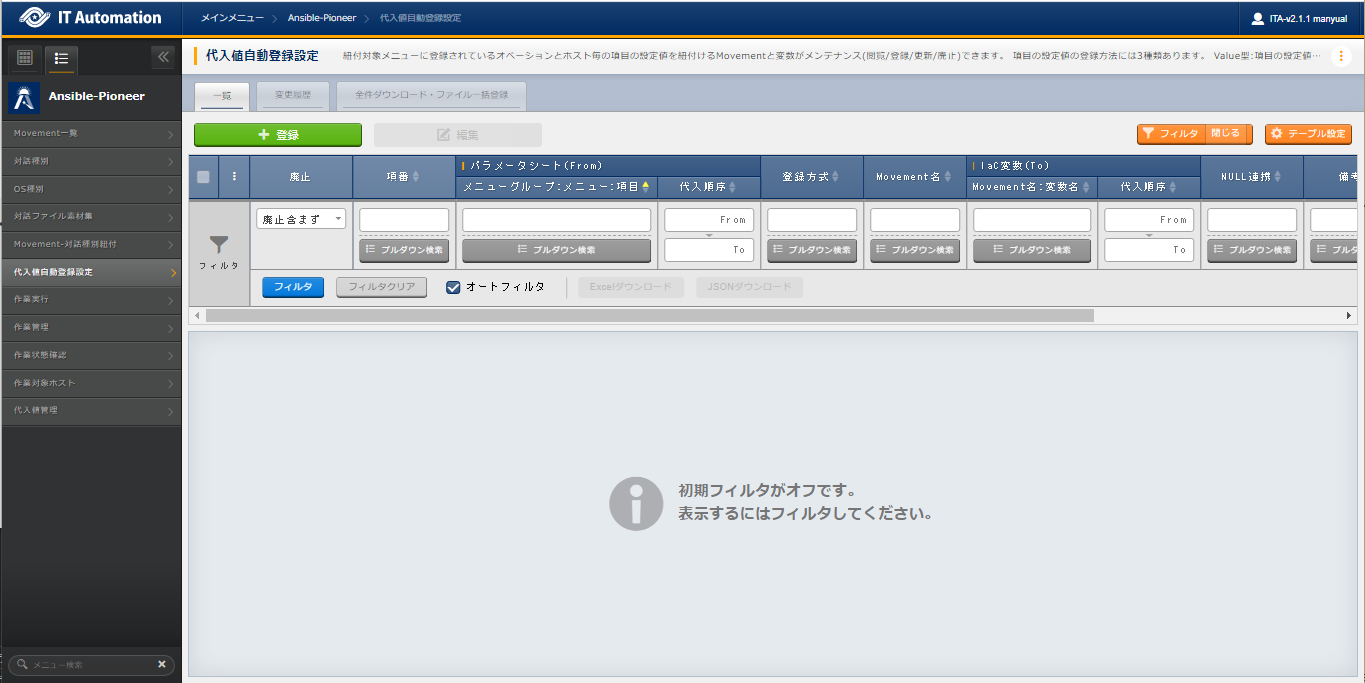 IT Automation
メインメニュー
Ansible-Pioneer
代入値自動登録設定
ITA-v2.1.1 manyual
Ansible-Pioneer
Movement一覧
対話種別
OS種別
対話ファイル素材集
Movement-対話種別紐付
代入値自動登録設定
作業実行
作業管理
作業状態確認
作業対象ホスト
代入値管理
メニュー検索
代入値自動登録設定
紐付対象メニューに登録されているオペレーションとホスト毎の項目の設定値を紐付けるMovementと変数がメンテナンス(閲覧/登録/更新/廃止)できます。 項目の設定値の登録方法には3種類あります。 Value型:項目の設定値…
一覧
変更履歴
全件ダウンロード・ファイル一括登録
登録
編集
フィルタ 閉じる
テーブル設定
廃止
項番
パラメータシート(From)
メニューグループ:メニュー:項目
代入順序
登録方式
Movement名
IaC変数(To)
Movement名:変数名
代入順序
NULL連携
備考
フィルタ
廃止含まず
From
From
プルダウン検索
プルダウン検索
To
プルダウン検索
プルダウン検索
プルダウン検索
To
プルダウン検索
プルダ
フィルタ
フィルタクリア
オートフィルタ
Excelダウンロード
JSONダウンロード
初期フィルタがオフです。
表示するにはフィルタしてください。